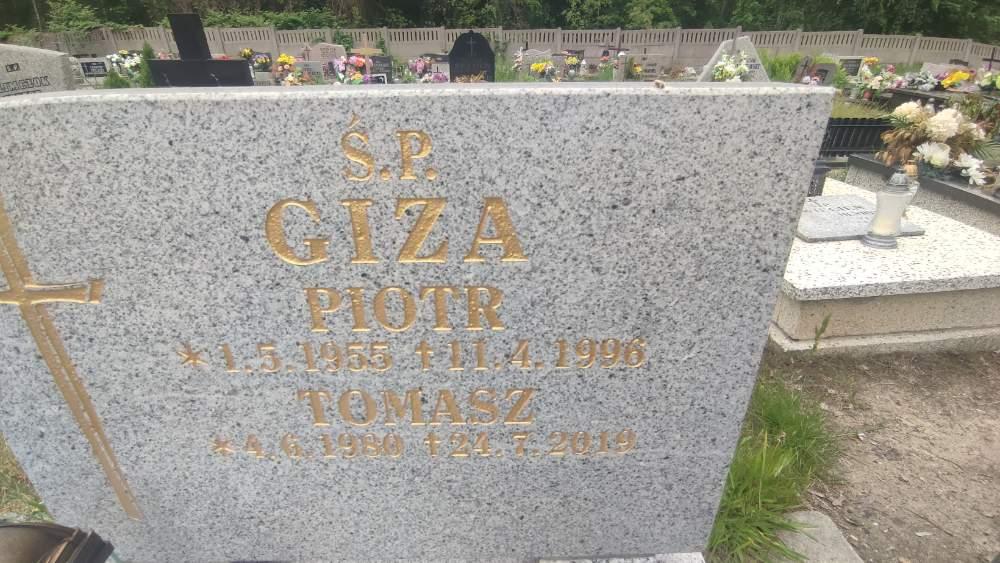 Ś.P.
GIZA
PIOTR
* 1.5.1955 † 11.4.1996
TOMASZ
* 4.6.1980 † 24.7.2019